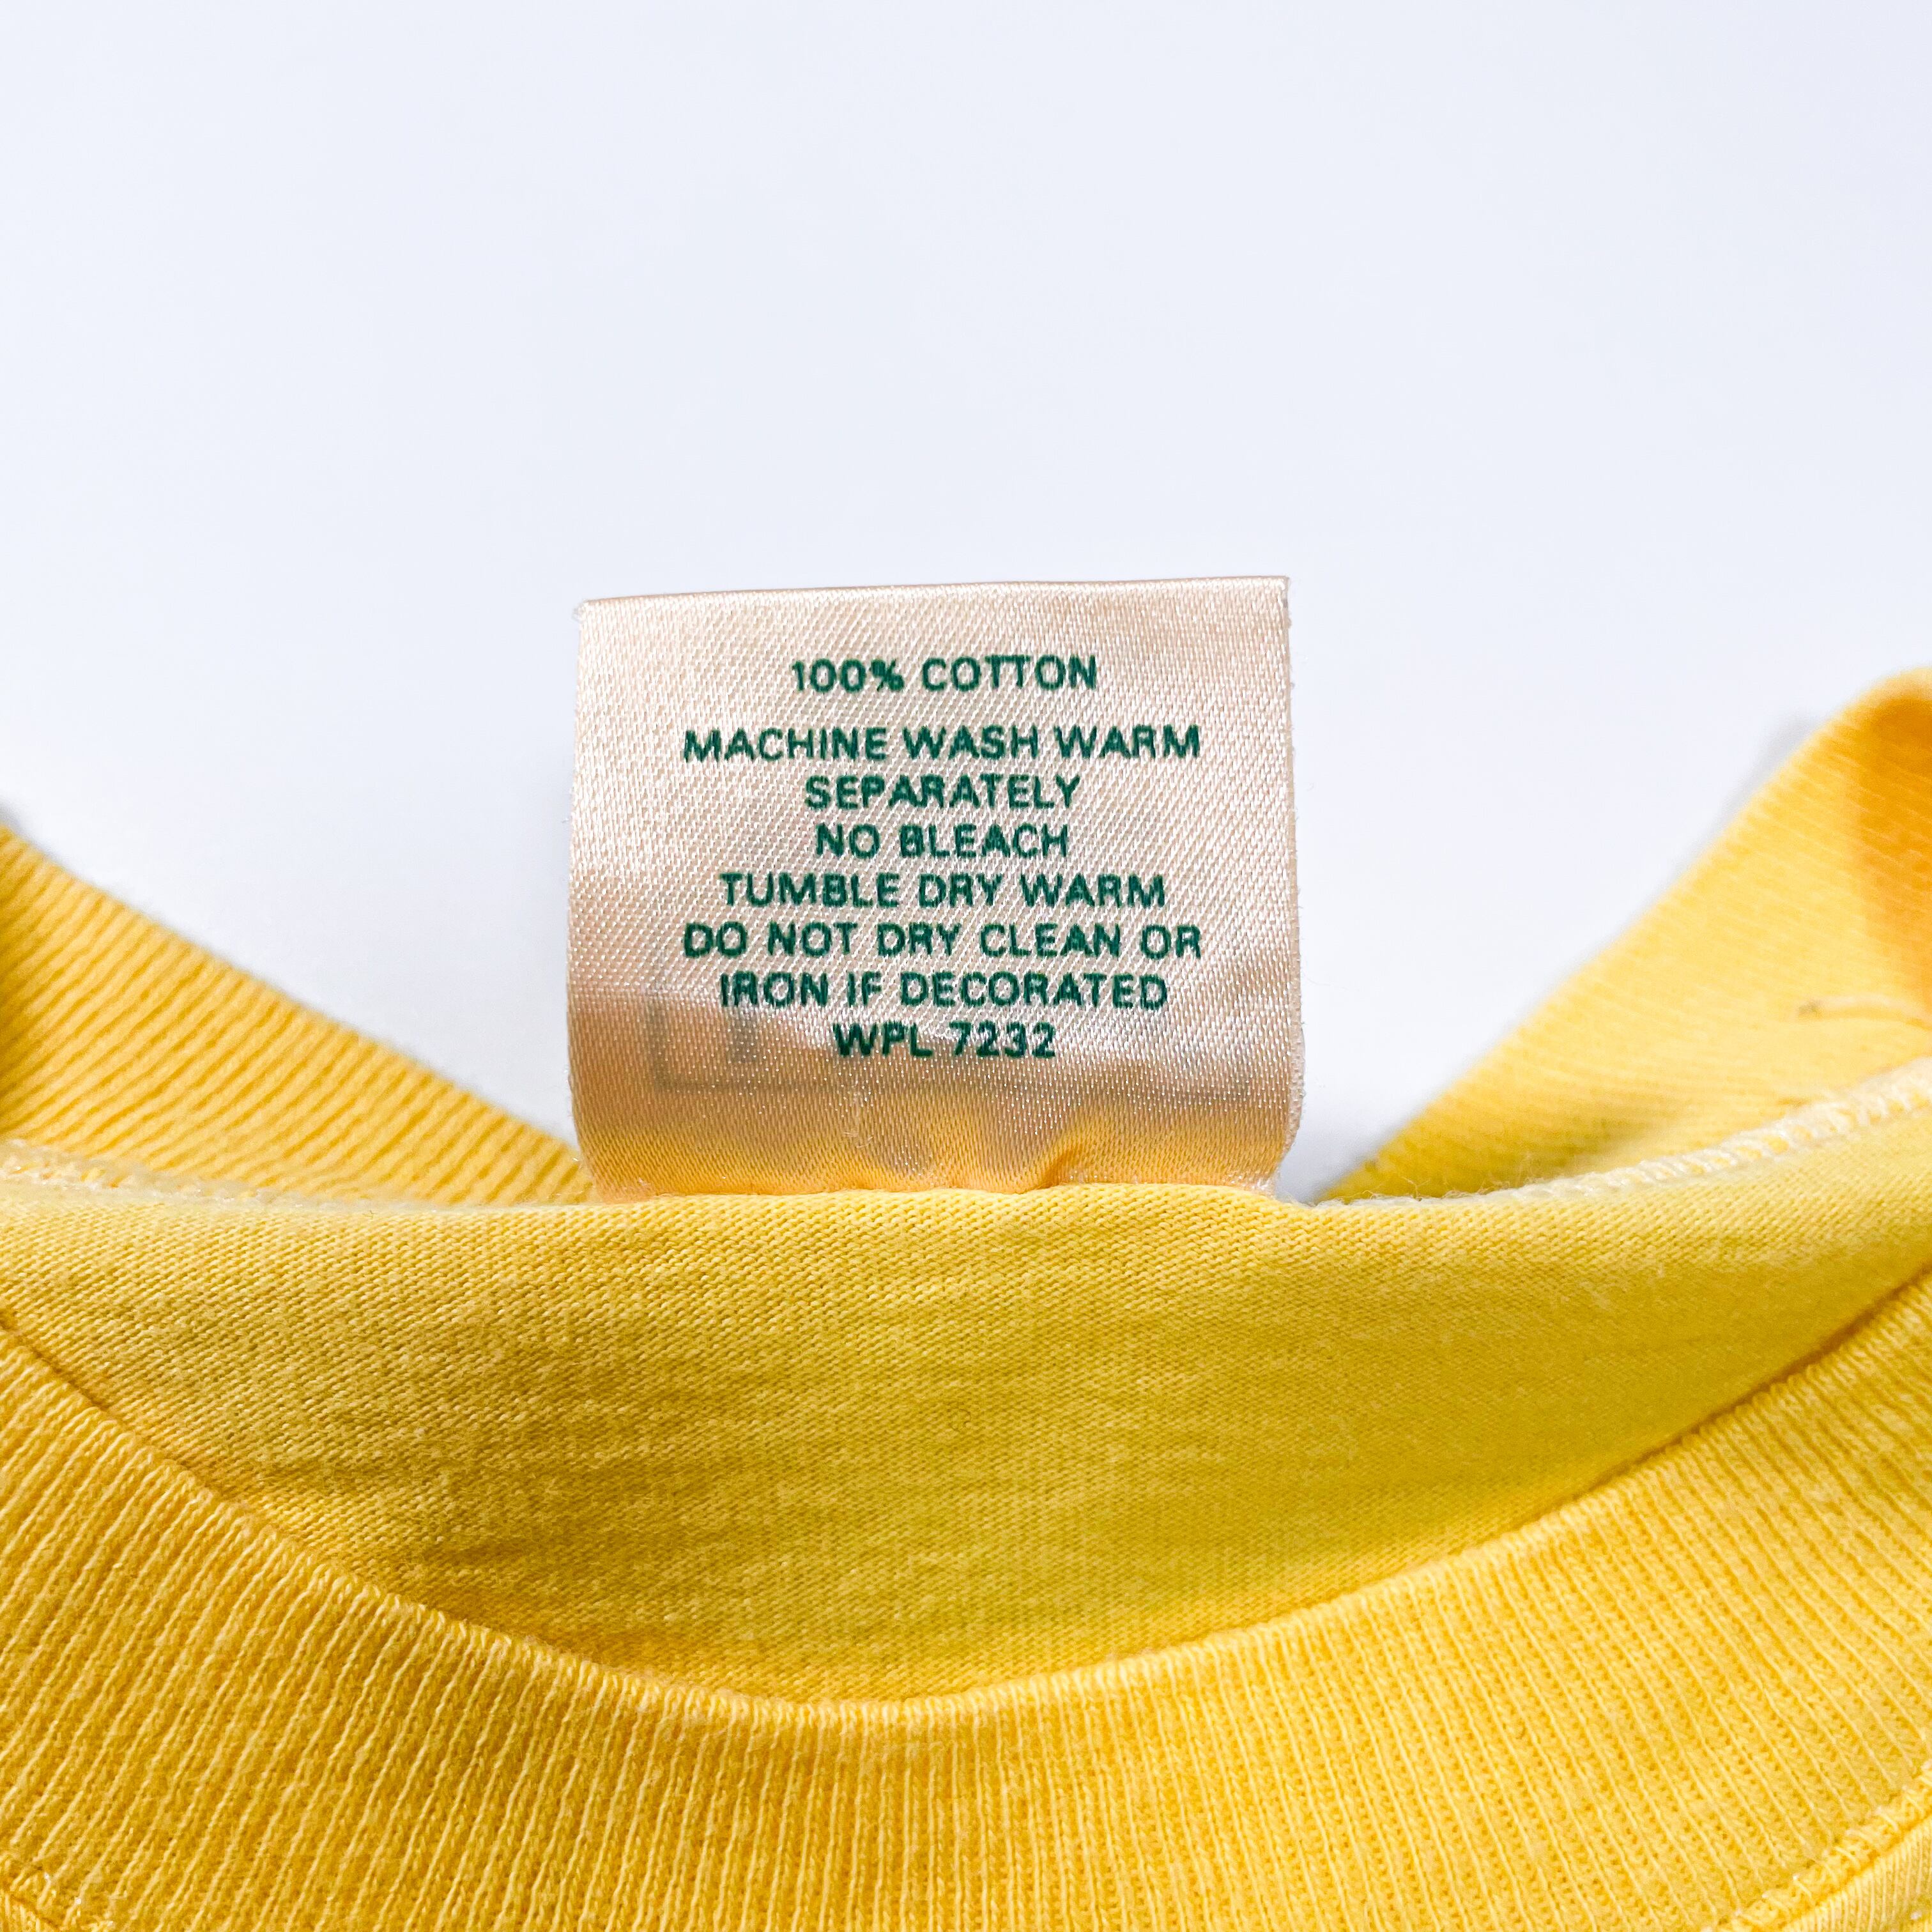 100% COTTON
MACHINE WASH WARM
SEPARATELY
NO BLEACH
TUMBLE DRY WARM
DO NOT DRY CLEAN OR
IRON IF DECORATED
WPL 7232